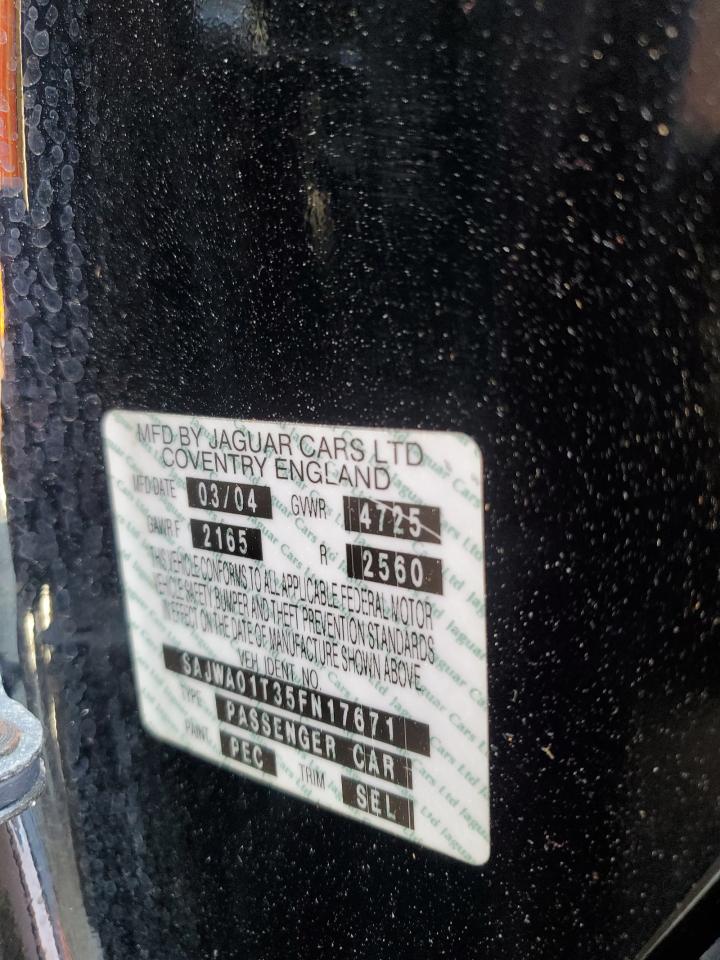 MFD BY JAGUAR CARS LTD
COVENTRY ENGLAND
MFD DATE 03/04 GVWR 4725
GAWR F 2165 R 2560
THIS VEHICLE CONFORMS TO ALL APPLICABLE FEDERAL MOTOR
VEHICLE SAFETY BUMPER AND THEFT PREVENTION STANDARDS
IN EFFECT ON THE DATE OF MANUFACTURE SHOWN ABOVE
VEH IDENT NO
SAJWA01T35FN17671
TYPE PASSENGER CAR
PAINT PEC TRIM SEL